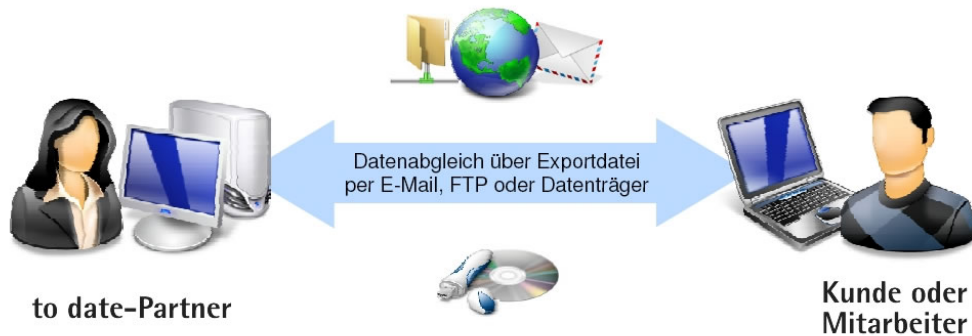 Datenabgleich über Exportdatei
per E-Mail, FTP oder Datenträger
to date-Partner
Kunde oder
Mitarbeiter